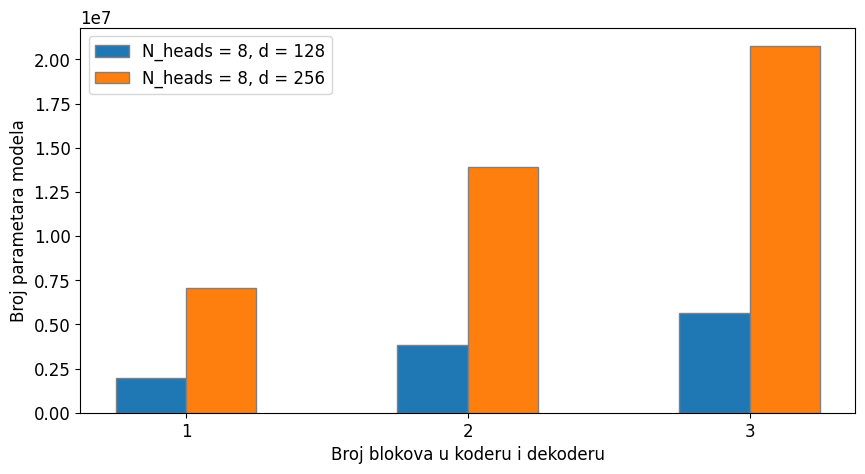 1e7
N_heads = 8, d = 128
N_heads = 8, d = 256
2.00
1.75
1.50
1.25
1.00
0.75
0.50
0.25
0.00
Broj parametara modela
1 2 3
Broj blokova u koderu i dekoderu